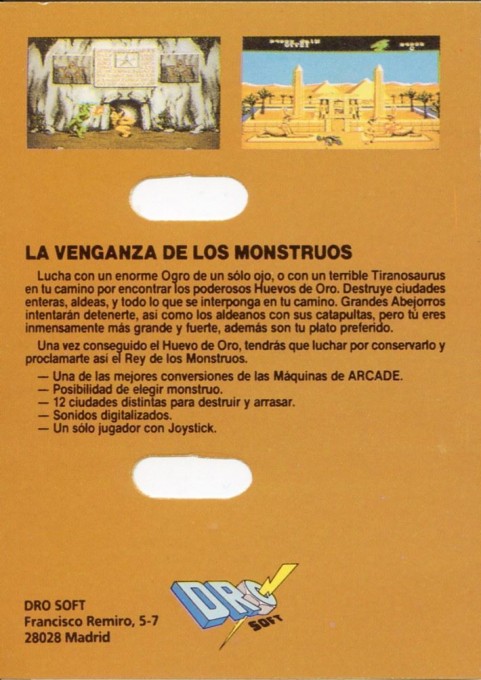 LA VENGANZA DE LOS MONSTRUOS
Lucha con un enorme Ogro de un sólo ojo, o con un terrible Tiranosaurus
en tu camino por encontrar los poderosos Huevos de Oro. Destruye ciudades
enteras, aldeas, y todo lo que se interponga en tu camino. Grandes Abejorros
intentarán detenerte, así como los aldeanos con sus catapultas, pero tú eres
inmensamente más grande y fuerte, además son tu plato preferido.
Una vez conseguido el Huevo de Oro, tendrás que luchar por conservarlo y
proclamarte así el Rey de los Monstruos.
— Una de las mejores conversiones de las Máquinas de ARCADE.
— Posibilidad de elegir monstruo.
— 12 ciudades distintas para destruir y arrasar.
— Sonidos digitalizados.
— Un sólo jugador con Joystick.
DRO
SOFT
DRO SOFT
Francisco Remiro, 5-7
28028 Madrid